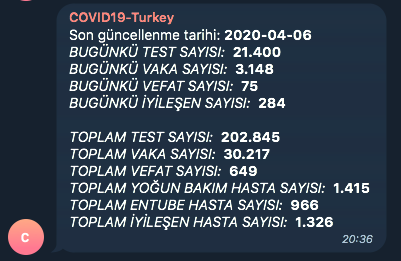 COVID19-Turkey
Son güncellenme tarihi: 2020-04-06
BUGÜNKÜ TEST SAYISI: 21.400
BUGÜNKÜ VAKA SAYISI: 3.148
BUGÜNKÜ VEFAT SAYISI: 75
BUGÜNKÜ İYİLEŞEN SAYISI: 284
TOPLAM TEST SAYISI: 202.845
TOPLAM VAKA SAYISI: 30.217
TOPLAM VEFAT SAYISI: 649
TOPLAM YOĞUN BAKIM HASTA SAYISI: 1.415
TOPLAM ENTUBE HASTA SAYISI: 966
TOPLAM İYİLEŞEN HASTA SAYISI: 1.326
C
20:36